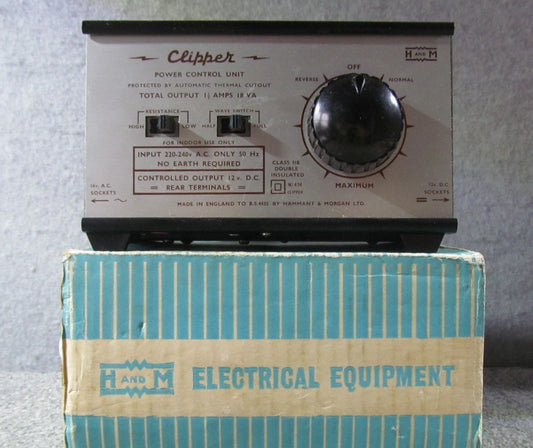 Clipper
H AND M
POWER CONTROL UNIT
PROTECTED BY AUTOMATIC THERMAL CUTOUT
TOTAL OUTPUT 1½ AMPS 18 VA
OFF
REVERSE
NORMAL
RESISTANCE
WAVE SWITCH
HIGH
LOW
HALF
FULL
FOR INDOOR USE ONLY
INPUT 220-240v A.C. ONLY 50 Hz
NO EARTH REQUIRED
CONTROLLED OUTPUT 12v. D.C.
= REAR TERMINALS =
CLASS
DOUBLE
INSULATED
CLIPPER
MAXIMUM
16v A.C.
SOCKETS
12v. D.C.
SOCKETS
MADE IN ENGLAND TO B.S. 4435 BY HAMMANT & MORGAN LTD.
H AND M ELECTRICAL EQUIPMENT